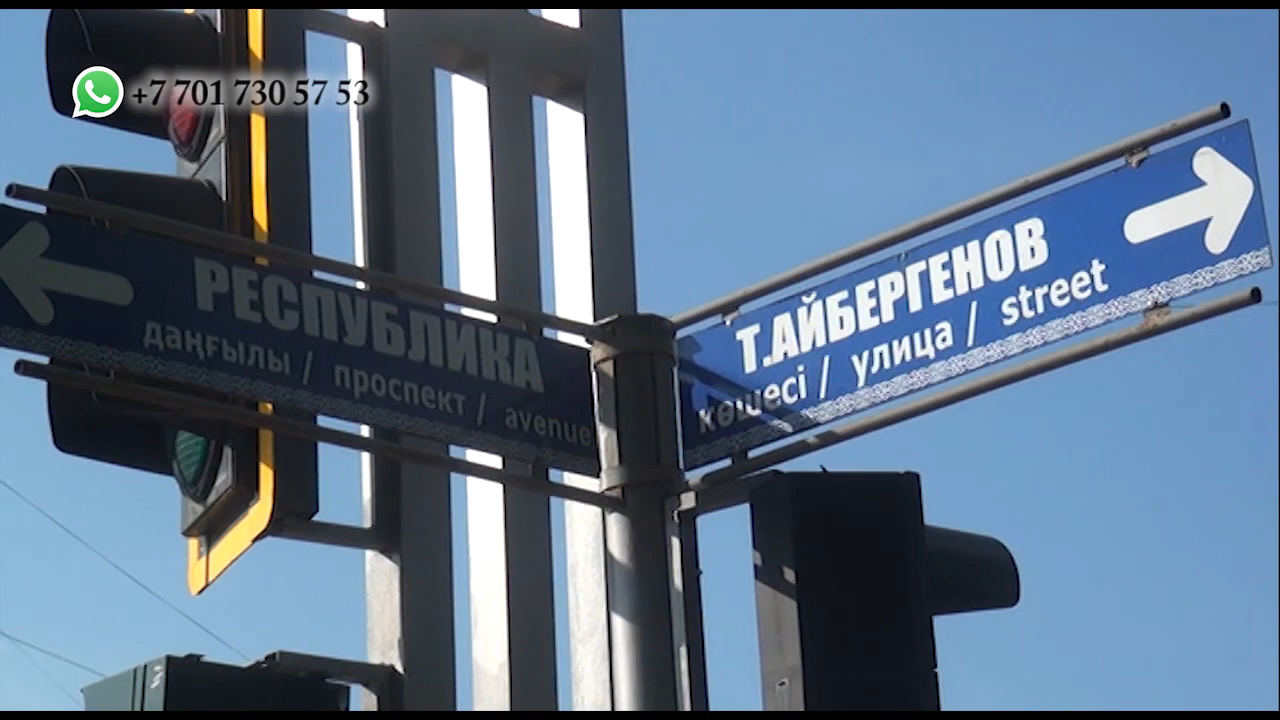 +7 701 730 57 53
РЕСПУБЛИКА
даңғылы / проспект / avenue
Т.АЙБЕРГЕНОВ
көшесі / улица / street